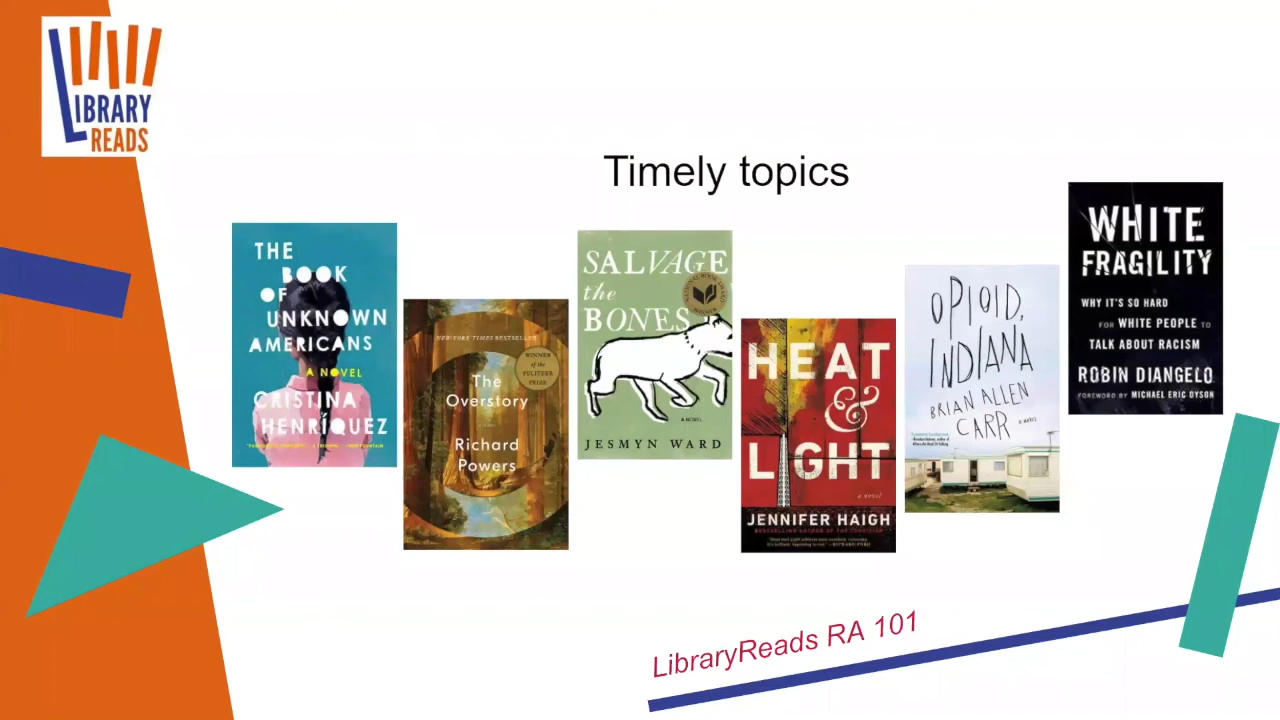 LIBRARY
READS
Timely topics
THE
BOOK
OF
UNKNOWN
AMERICANS
A NOVEL
CRISTINA
HENRÍQUEZ
NEW YORK TIMES BESTSELLER
WINNER
of the
PULITZER
PRIZE
The
Overstory
Richard
Powers
SALVAGE
the
BONES
A NOVEL
JESMYN WARD
HEAT
&
LIGHT
a novel
JENNIFER HAIGH
OPIOID,
INDIANA
BRIAN ALLEN
CARR
WHITE
FRAGILITY
WHY IT'S SO HARD
FOR WHITE PEOPLE TO
TALK ABOUT RACISM
ROBIN DIANGELO
FOREWORD BY MICHAEL ERIC DYSON
LibraryReads RA 101